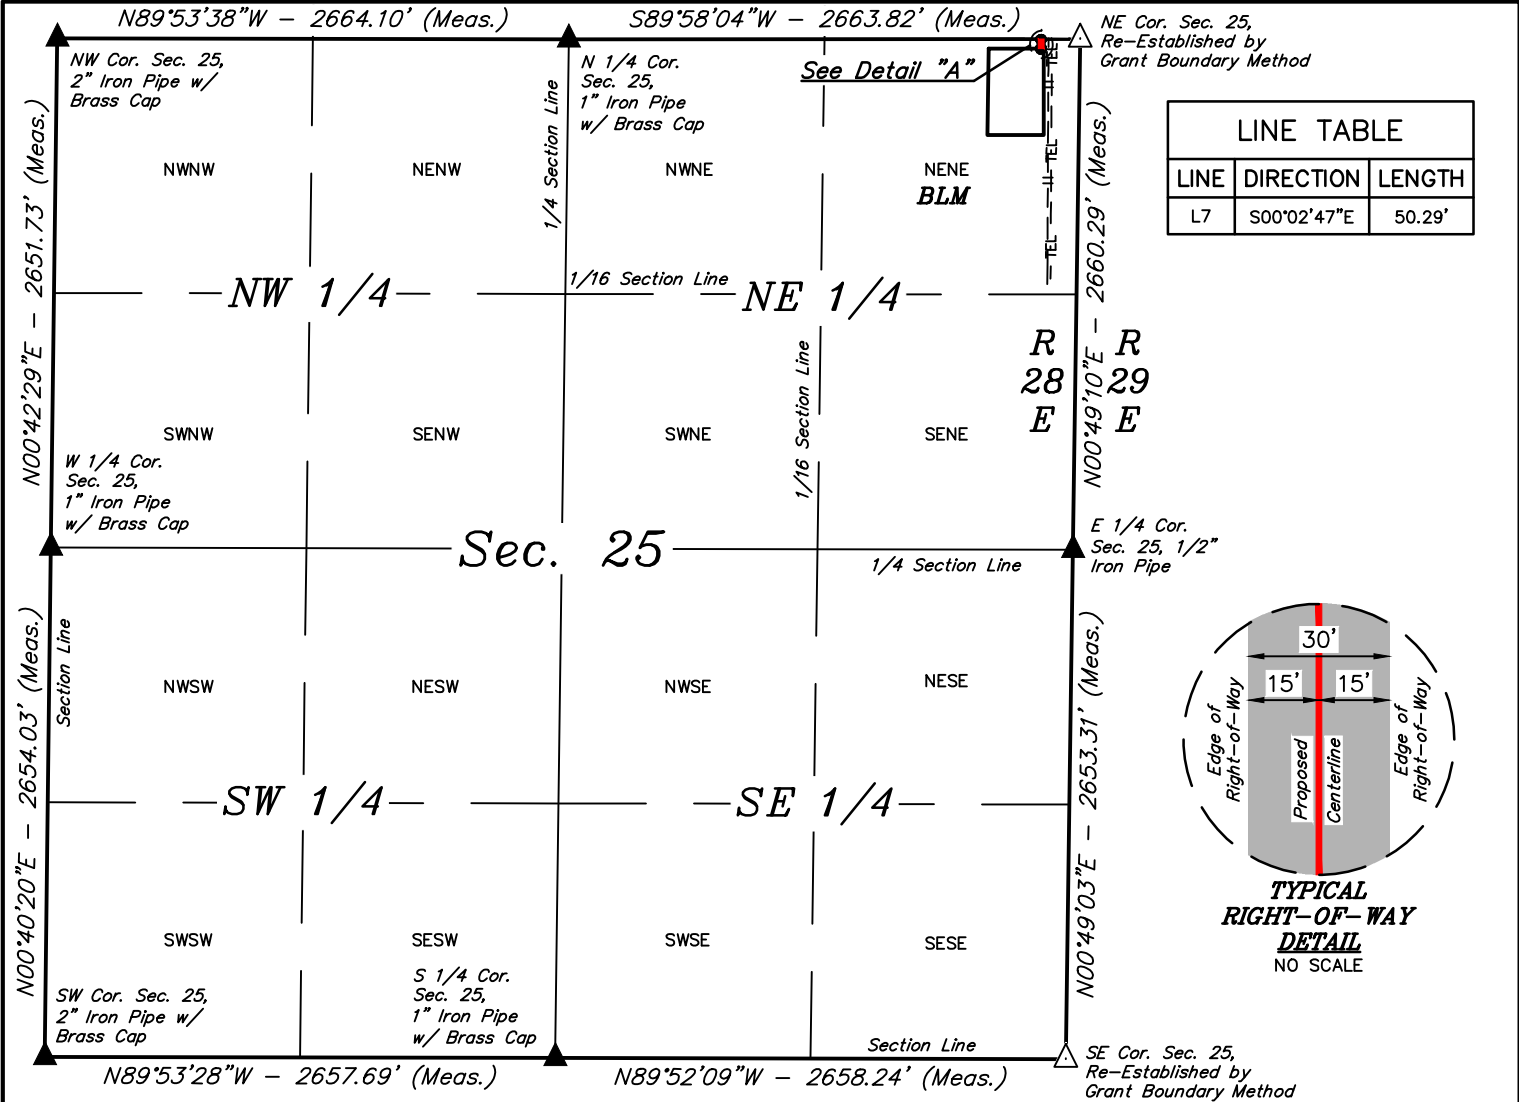 N89°53'38"W - 2664.10' (Meas.)
S89°58'04"W - 2663.82' (Meas.)
NE Cor. Sec. 25,
Re-Established by
Grant Boundary Method
NW Cor. Sec. 25,
2" Iron Pipe w/
Brass Cap
N 1/4 Cor.
Sec. 25,
1" Iron Pipe
w/ Brass Cap
See Detail "A"
TEL
TEL
TEL
1/4 Section Line
N00°42'29"E - 2651.73' (Meas.)
N00°49'10"E - 2660.29' (Meas.)
LINE TABLE
LINE DIRECTION LENGTH
L7 S00°02'47"E 50.29'
NWNW
NENW
NWNE
NENE
BLM
NW 1/4
1/16 Section Line
NE 1/4
1/16 Section Line
R
28
E
R
29
E
SWNW
SENW
SWNE
SENE
W 1/4 Cor.
Sec. 25,
1" Iron Pipe
w/ Brass Cap
Sec. 25
1/4 Section Line
E 1/4 Cor.
Sec. 25, 1/2"
Iron Pipe
Section Line
N00°40'20"E - 2654.03' (Meas.)
N00°49'03"E - 2653.31' (Meas.)
NWSW
NESW
NWSE
NESE
SW 1/4
SE 1/4
30'
15' 15'
Edge of
Right-of-Way
Proposed
Centerline
Edge of
Right-of-Way
TYPICAL
RIGHT-OF-WAY
DETAIL
NO SCALE
SWSW
SESW
SWSE
SESE
SW Cor. Sec. 25,
2" Iron Pipe w/
Brass Cap
S 1/4 Cor.
Sec. 25,
1" Iron Pipe
w/ Brass Cap
Section Line
SE Cor. Sec. 25,
Re-Established by
Grant Boundary Method
N89°53'28"W - 2657.69' (Meas.)
N89°52'09"W - 2658.24' (Meas.)